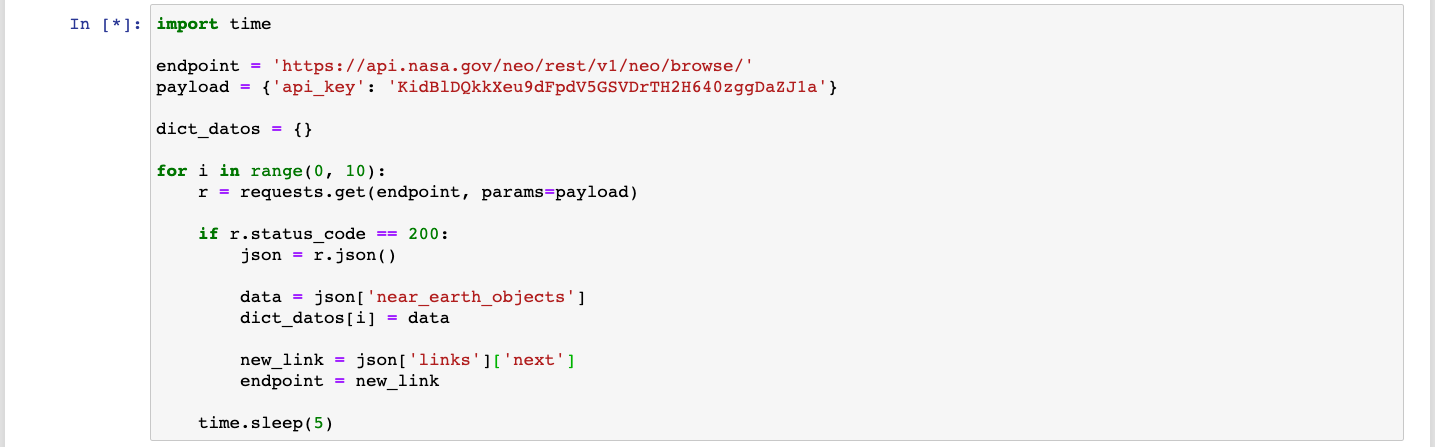 In [*]: import time
endpoint = 'https://api.nasa.gov/neo/rest/v1/neo/browse/'
payload = {'api_key': 'KidBlDQkkXeu9dFpdV5GSVDrTH2H640zggDaZJ1a'}
dict_datos = {}
for i in range(0, 10):
r = requests.get(endpoint, params=payload)
if r.status_code == 200:
json = r.json()
data = json['near_earth_objects']
dict_datos[i] = data
new_link = json['links']['next']
endpoint = new_link
time.sleep(5)